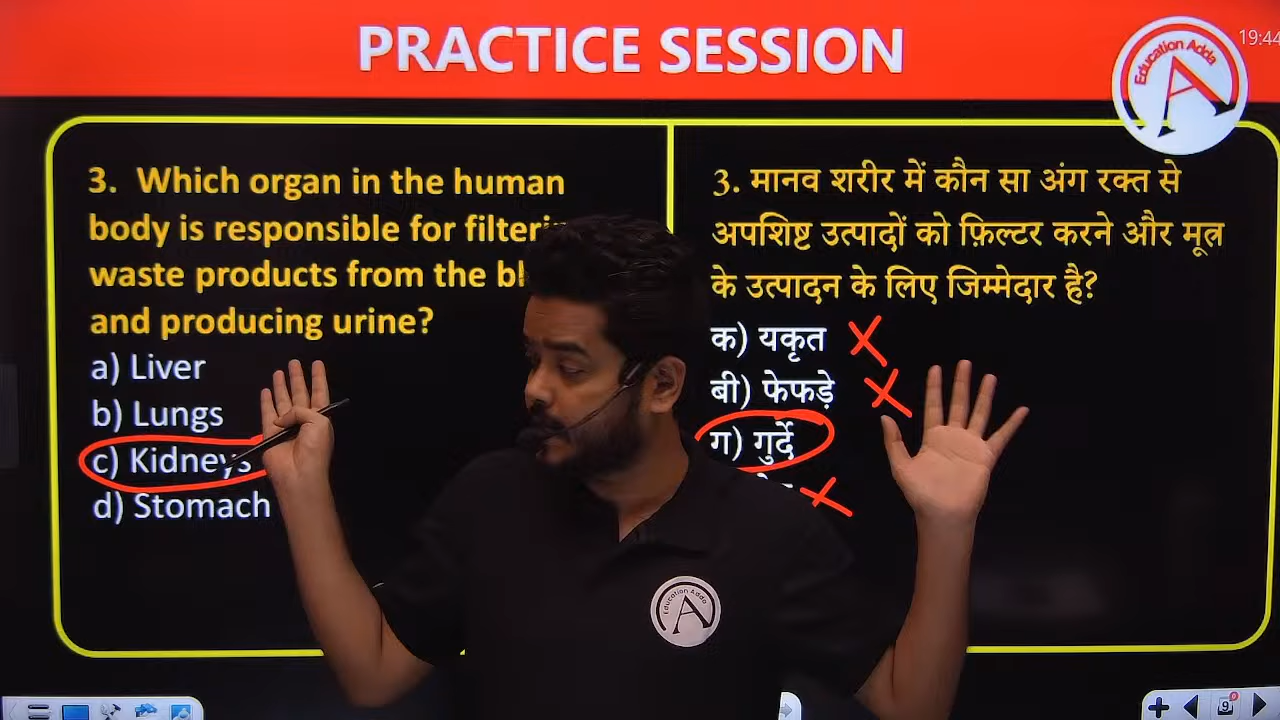 PRACTICE SESSION
Education Adda
A
19:44
3. Which organ in the human
body is responsible for
waste products from the
and producing urine?
a) Liver
b) Lungs
c) Kidneys
d) Stomach
3. मानव शरीर में कौन सा अंग रक्त से
अपशिष्ट उत्पादों को फ़िल्टर करने और मूत्र
के उत्पादन के लिए जिम्मेदार है?
क) यकृत
बी) फेफड़े
ग) गुर्दे
Education Adda
A
9